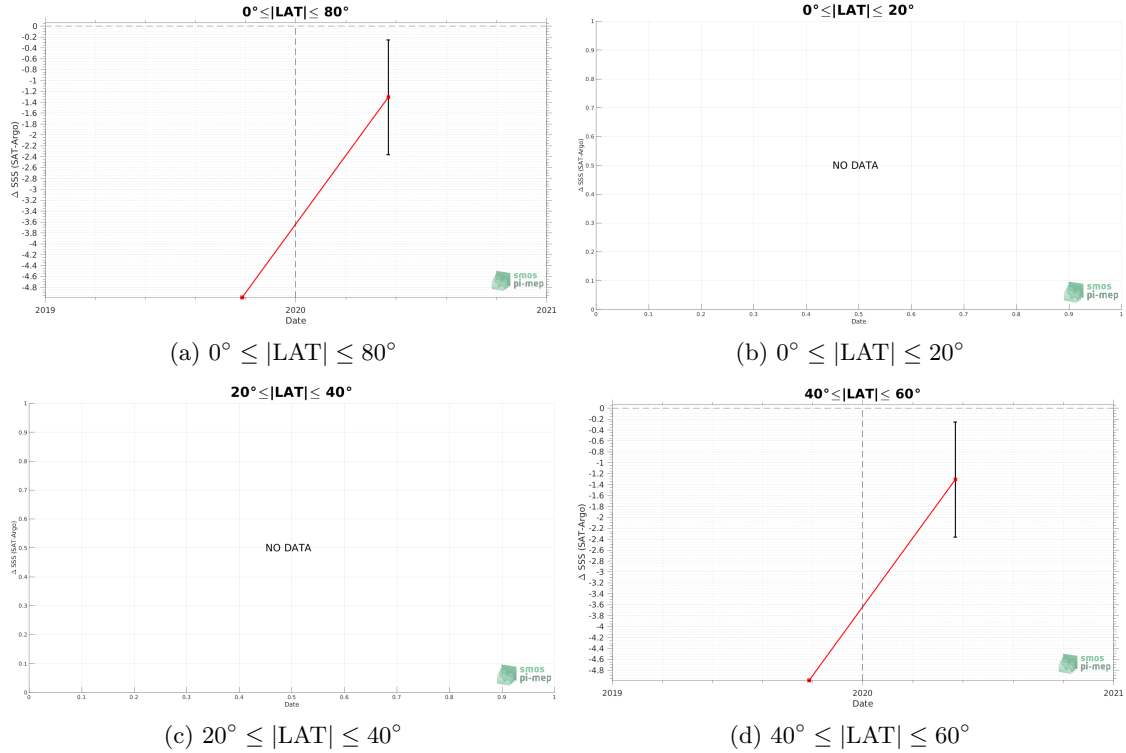 0°≤|LAT|≤ 80°
0
-0.2
-0.4
-0.6
-0.8
-1
-1.2
-1.4
-1.6
-1.8
-2
-2.2
-2.4
-2.6
-2.8
-3
-3.2
-3.4
-3.6
-3.8
-4
-4.2
-4.4
-4.6
-4.8
Δ SSS (SAT-Argo)
2019 2020 2021
Date
smos
pi-mep
(a) 0° ≤ |LAT| ≤ 80°
0°≤|LAT|≤ 20°
1
0.9
0.8
0.7
0.6
0.5
0.4
0.3
0.2
0.1
0
Δ SSS (SAT-Argo)
NO DATA
0 0.1 0.2 0.3 0.4 0.5 0.6 0.7 0.8 0.9 1
Date
smos
pi-mep
(b) 0° ≤ |LAT| ≤ 20°
20°≤|LAT|≤ 40°
1
0.9
0.8
0.7
0.6
0.5
0.4
0.3
0.2
0.1
0
Δ SSS (SAT-Argo)
NO DATA
0 0.1 0.2 0.3 0.4 0.5 0.6 0.7 0.8 0.9 1
Date
smos
pi-mep
(c) 20° ≤ |LAT| ≤ 40°
40°≤|LAT|≤ 60°
0
-0.2
-0.4
-0.6
-0.8
-1
-1.2
-1.4
-1.6
-1.8
-2
-2.2
-2.4
-2.6
-2.8
-3
-3.2
-3.4
-3.6
-3.8
-4
-4.2
-4.4
-4.6
-4.8
Δ SSS (SAT-Argo)
2019 2020 2021
Date
smos
pi-mep
(d) 40° ≤ |LAT| ≤ 60°